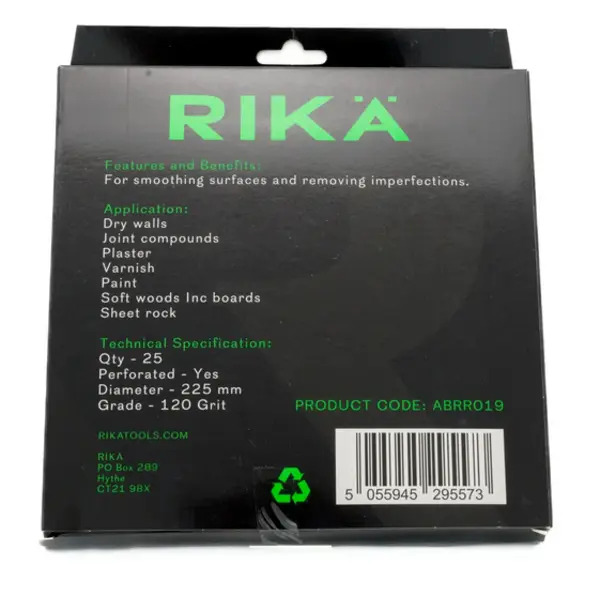 RIKÄ
Features and Benefits:
For smoothing surfaces and removing imperfections.
Application:
Dry walls
Joint compounds
Plaster
Varnish
Paint
Soft woods Inc boards
Sheet rock
Technical Specification:
Qty - 25
Perforated - Yes
Diameter - 225 mm
Grade - 120 Grit
PRODUCT CODE: ABRR019
RIKATOOLS.COM
RIKA
PO Box 289
Hythe
CT21 9BX
5 055945 295573